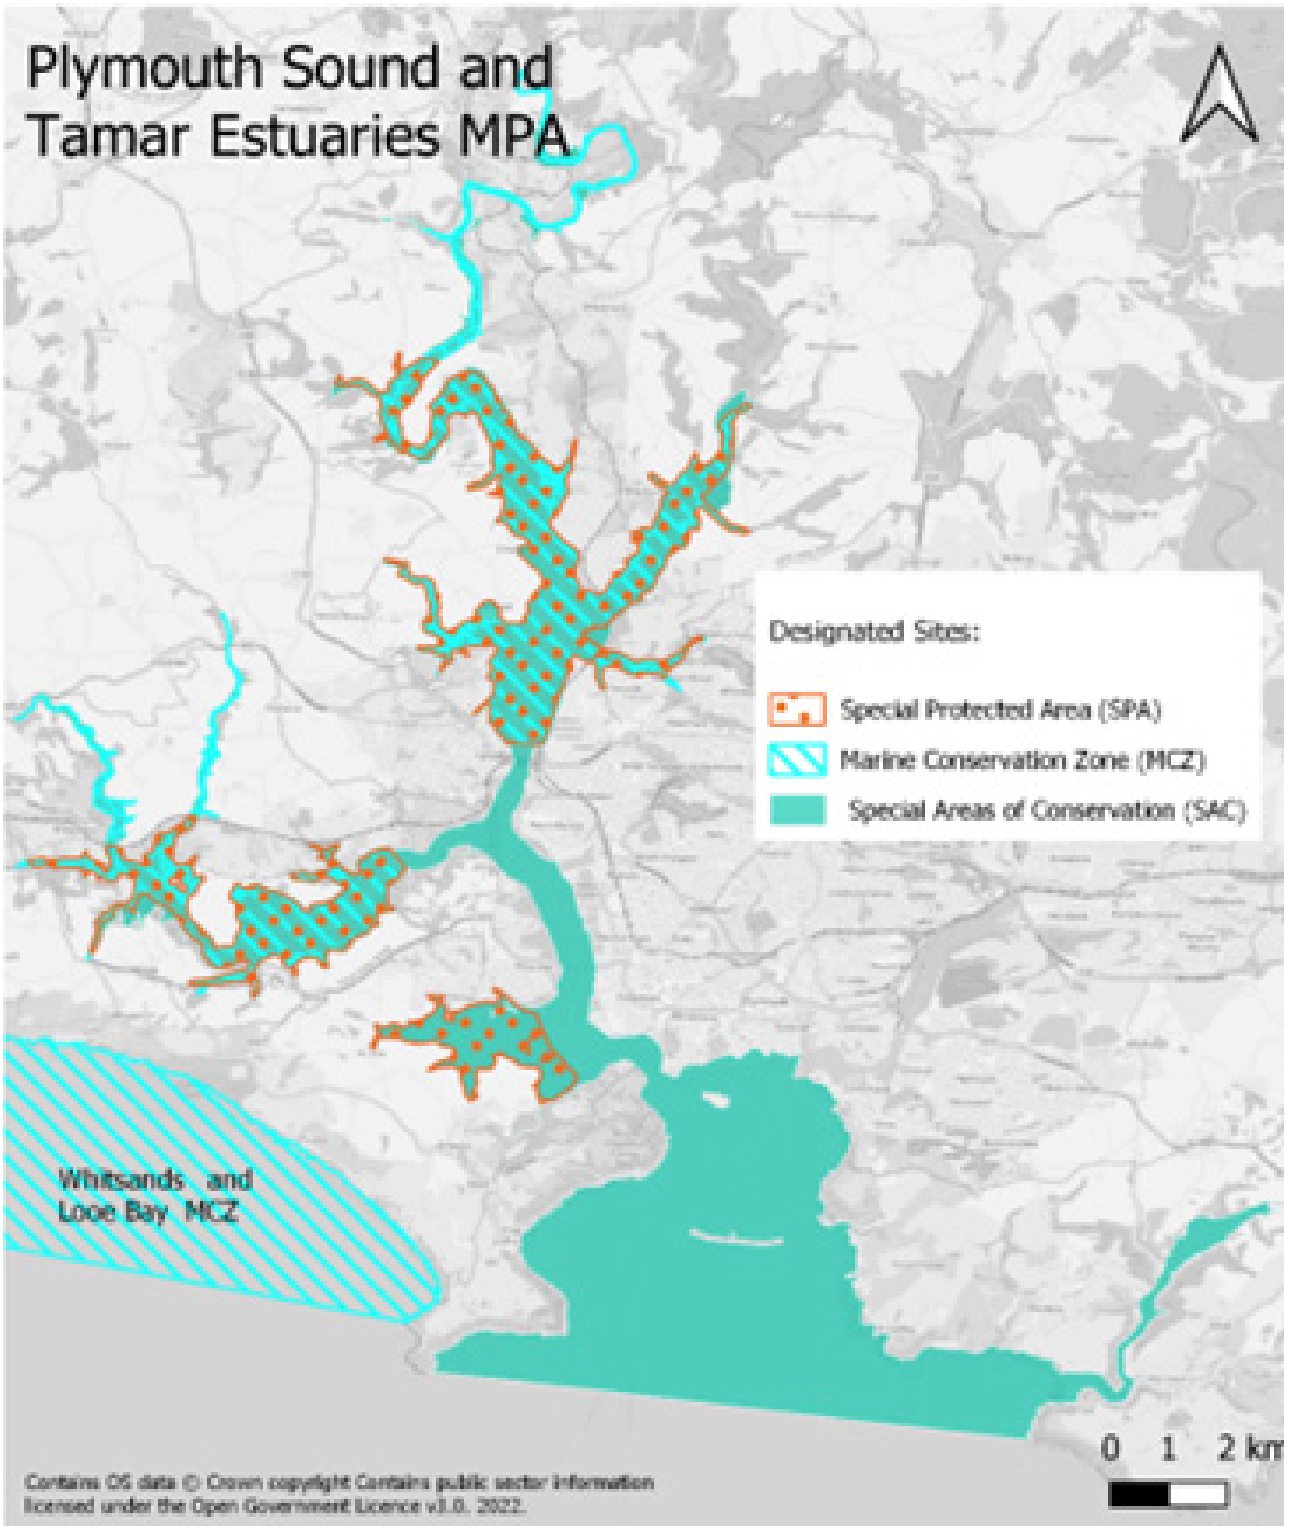 Plymouth Sound and
Tamar Estuaries MPA
Designated Sites:
Special Protected Area (SPA)
Marine Conservation Zone (MCZ)
Special Areas of Conservation (SAC)
Whitsands and
Looe Bay MCZ
0 1 2 km
Contains OS data © Crown copyright Contains public sector information
licensed under the Open Government Licence v3.0. 2022.